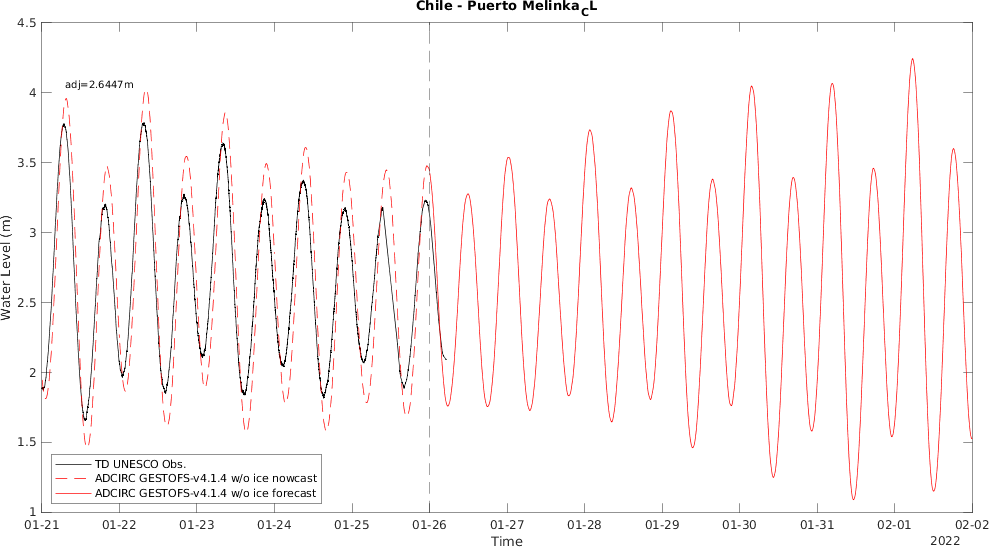 Chile - Puerto MelinkaCL
Water Level (m)
4.5
4
3.5
3
2.5
2
1.5
1
adj=2.6447m
TD UNESCO Obs.
ADCIRC GESTOFS-v4.1.4 w/o ice nowcast
ADCIRC GESTOFS-v4.1.4 w/o ice forecast
01-21 01-22 01-23 01-24 01-25 01-26 01-27 01-28 01-29 01-30 01-31 02-01 02-02
Time
2022